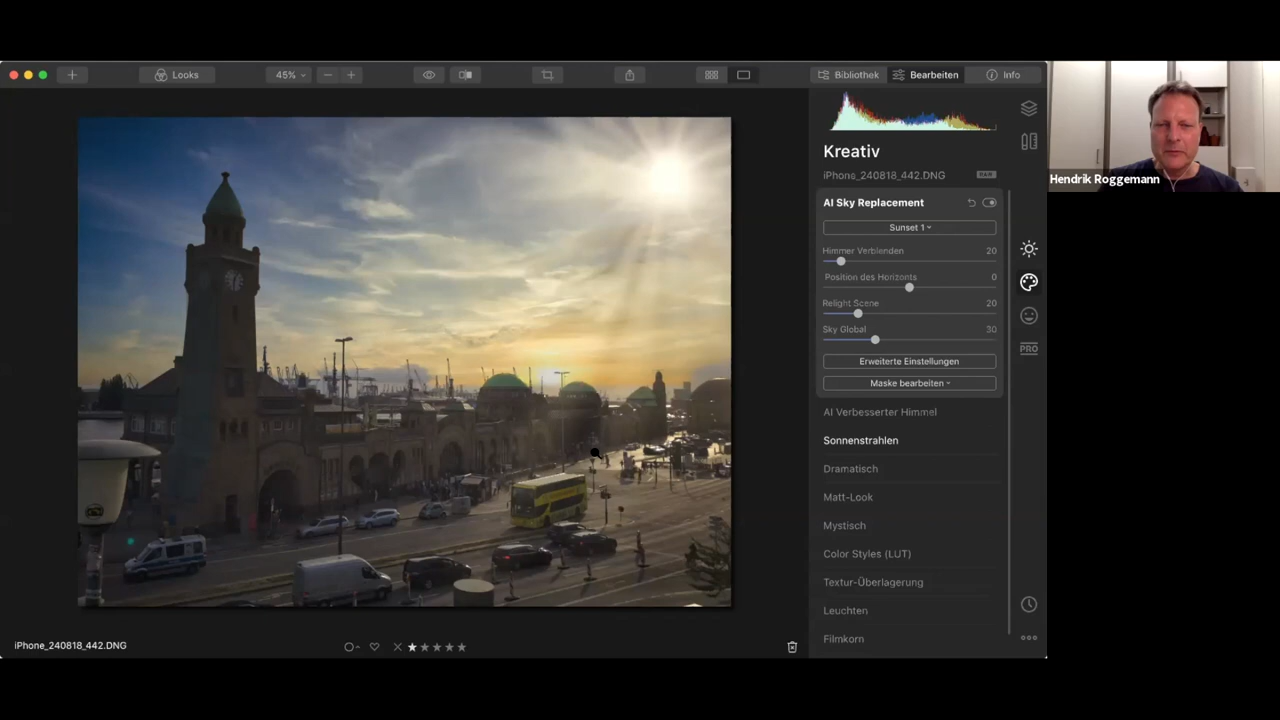 Looks
45%
Bibliothek
Bearbeiten
Info
Kreativ
iPhone_240818_442.DNG
RAW
AI Sky Replacement
Sunset 1
Himmel Verblenden 20
Position des Horizonts 0
Relight Scene 20
Sky Global 30
Erweiterte Einstellungen
Maske bearbeiten
AI Verbesserter Himmel
Sonnenstrahlen
Dramatisch
Matt-Look
Mystisch
Color Styles (LUT)
Textur-Überlagerung
Leuchten
Filmkorn
PRO
iPhone_240818_442.DNG
Hendrik Roggemann